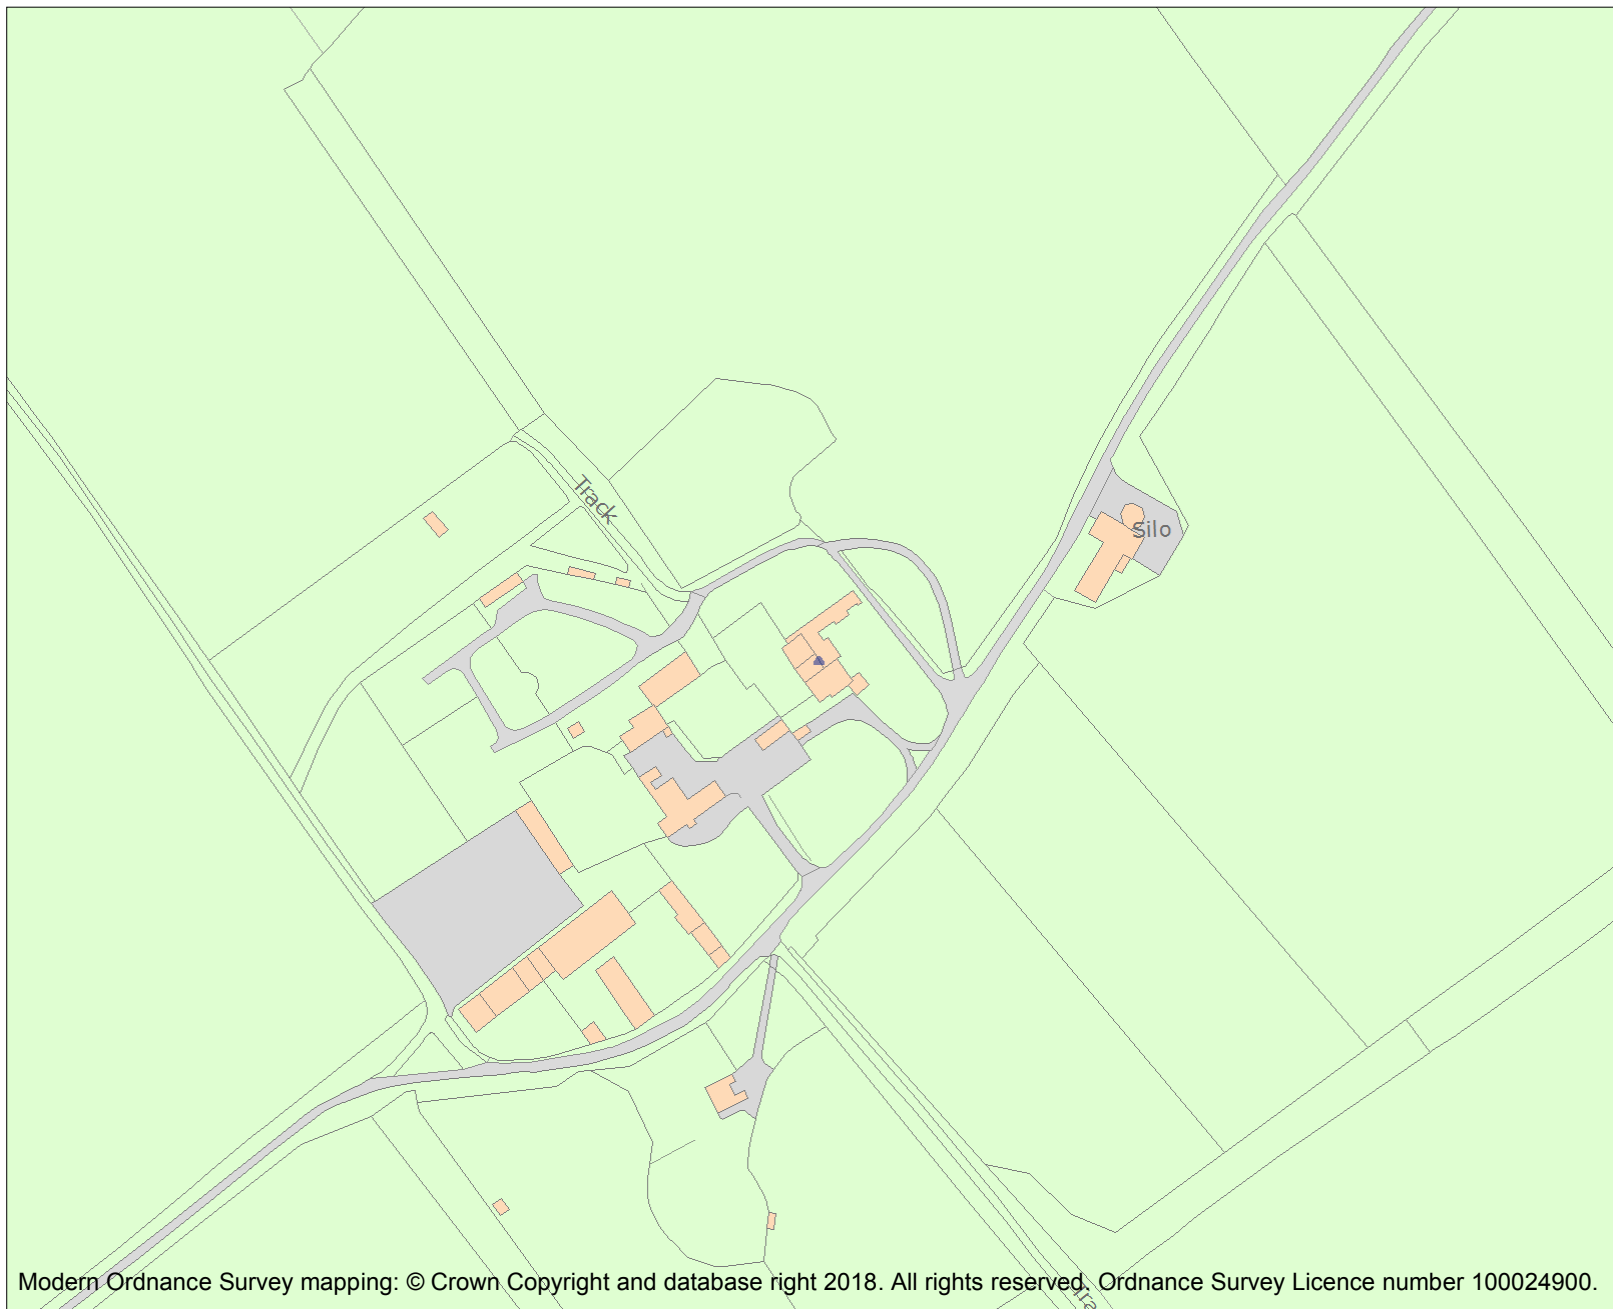 Track
Silo
Modern Ordnance Survey mapping: © Crown Copyright and database right 2018. All rights reserved. Ordnance Survey Licence number 100024900.